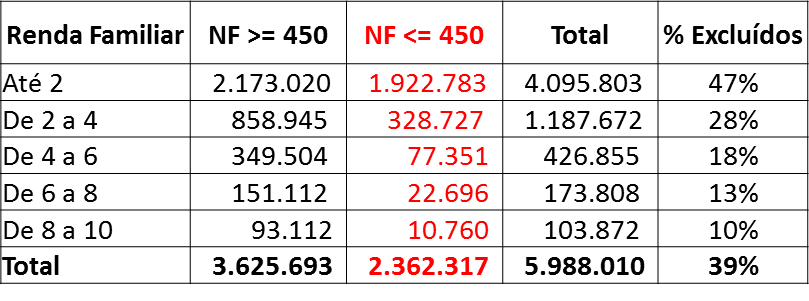 Renda Familiar NF >= 450 NF <= 450 Total % Excluídos
Até 2 2.173.020 1.922.783 4.095.803 47%
De 2 a 4 858.945 328.727 1.187.672 28%
De 4 a 6 349.504 77.351 426.855 18%
De 6 a 8 151.112 22.696 173.808 13%
De 8 a 10 93.112 10.760 103.872 10%
Total 3.625.693 2.362.317 5.988.010 39%